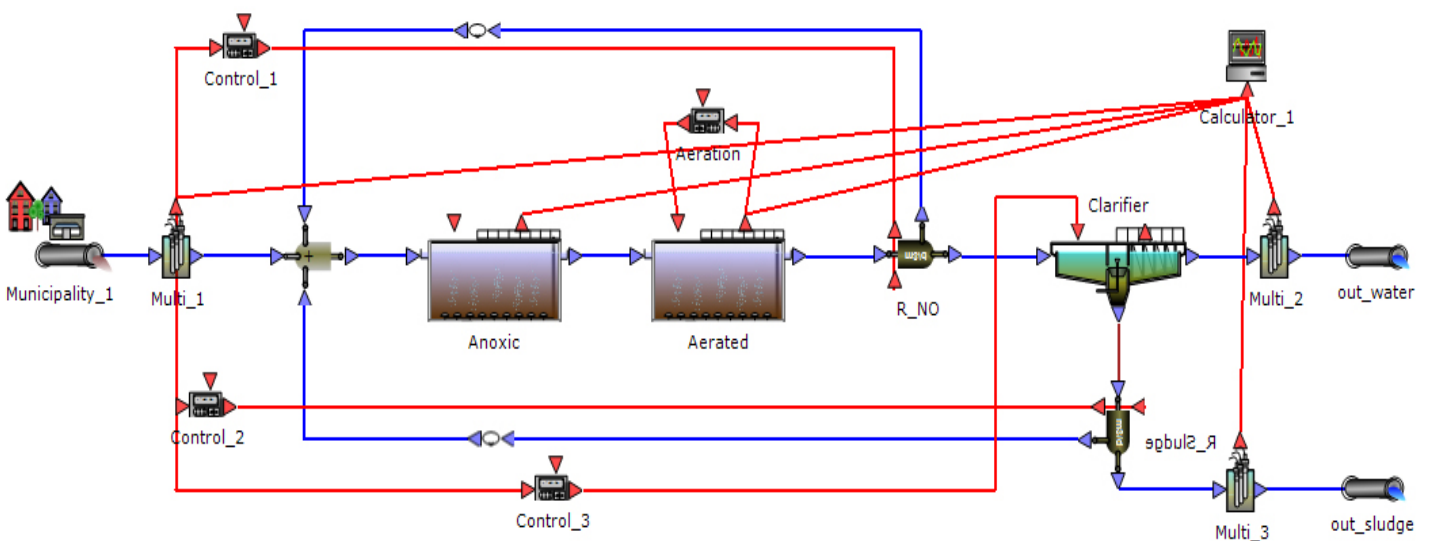 Control_1
Calculator_1
Aeration
Clarifier
Municipality_1
Multi_1
Anoxic
Aerated
R_NO
Multi_2
out_water
Control_2
R_Sludge
Control_3
Multi_3
out_sludge